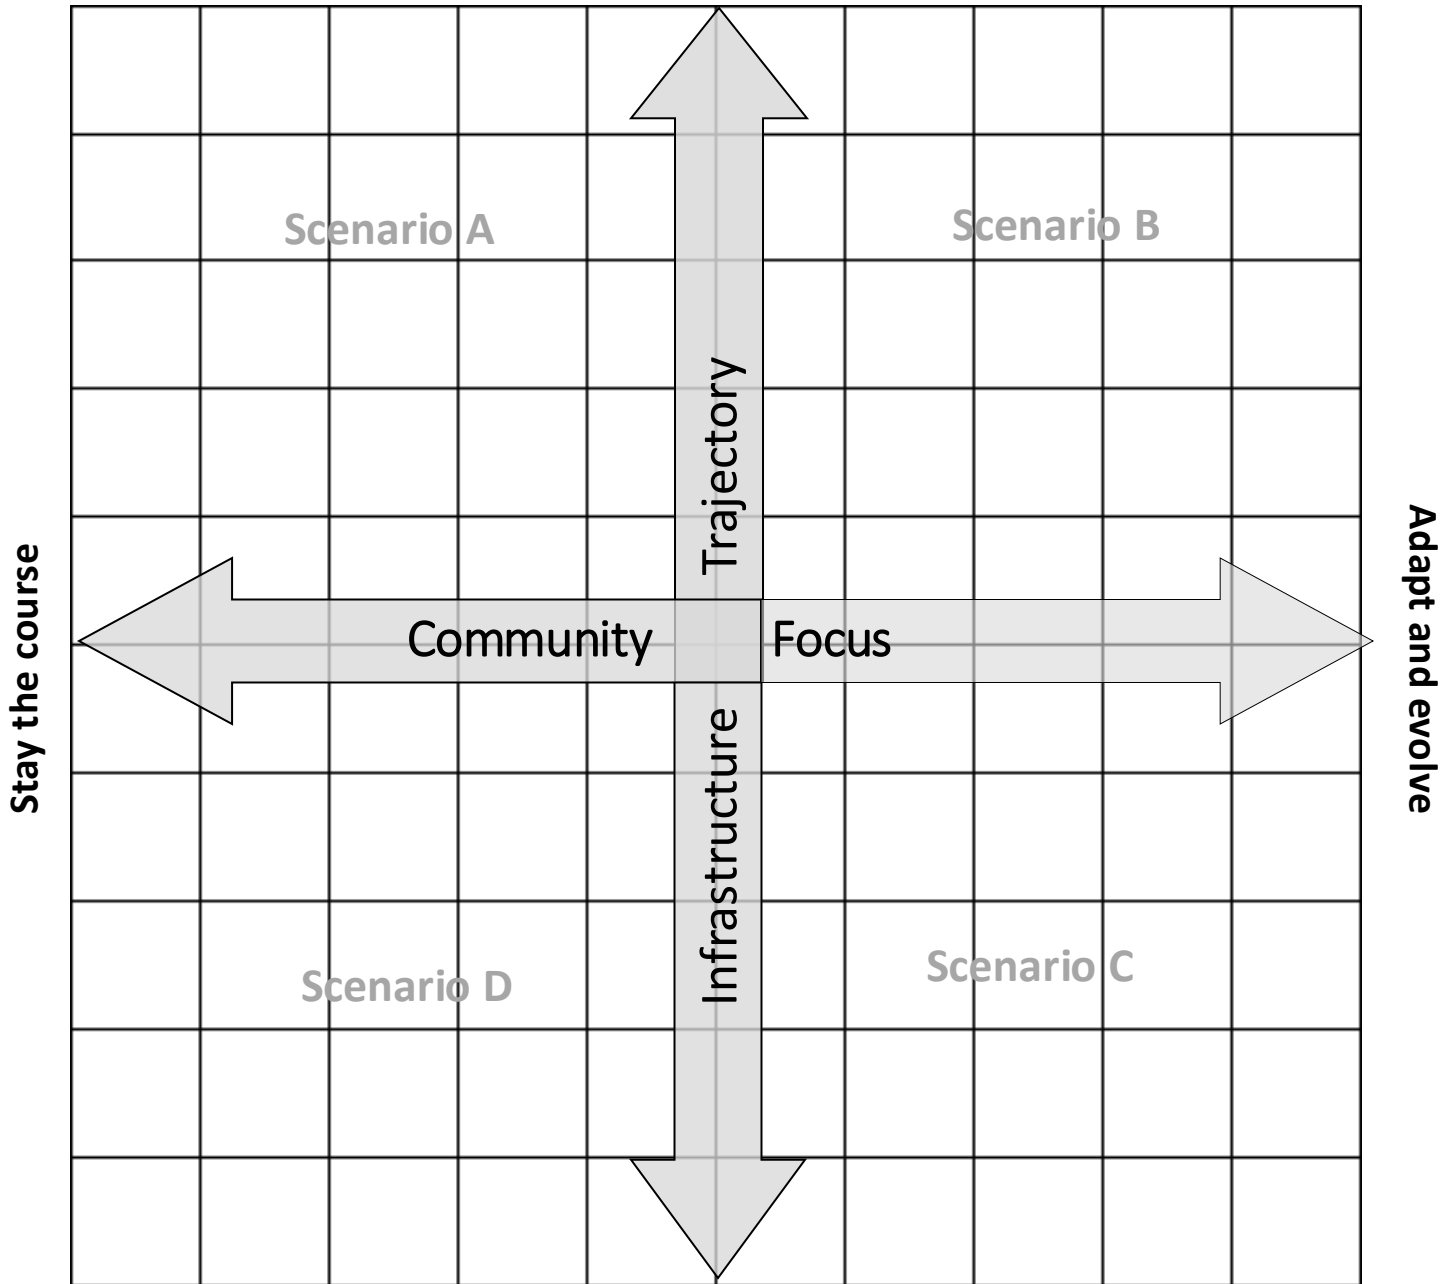 Scenario A
Scenario B
Infrastructure Trajectory
Stay the course
Community Focus
Adapt and evolve
Scenario D
Scenario C